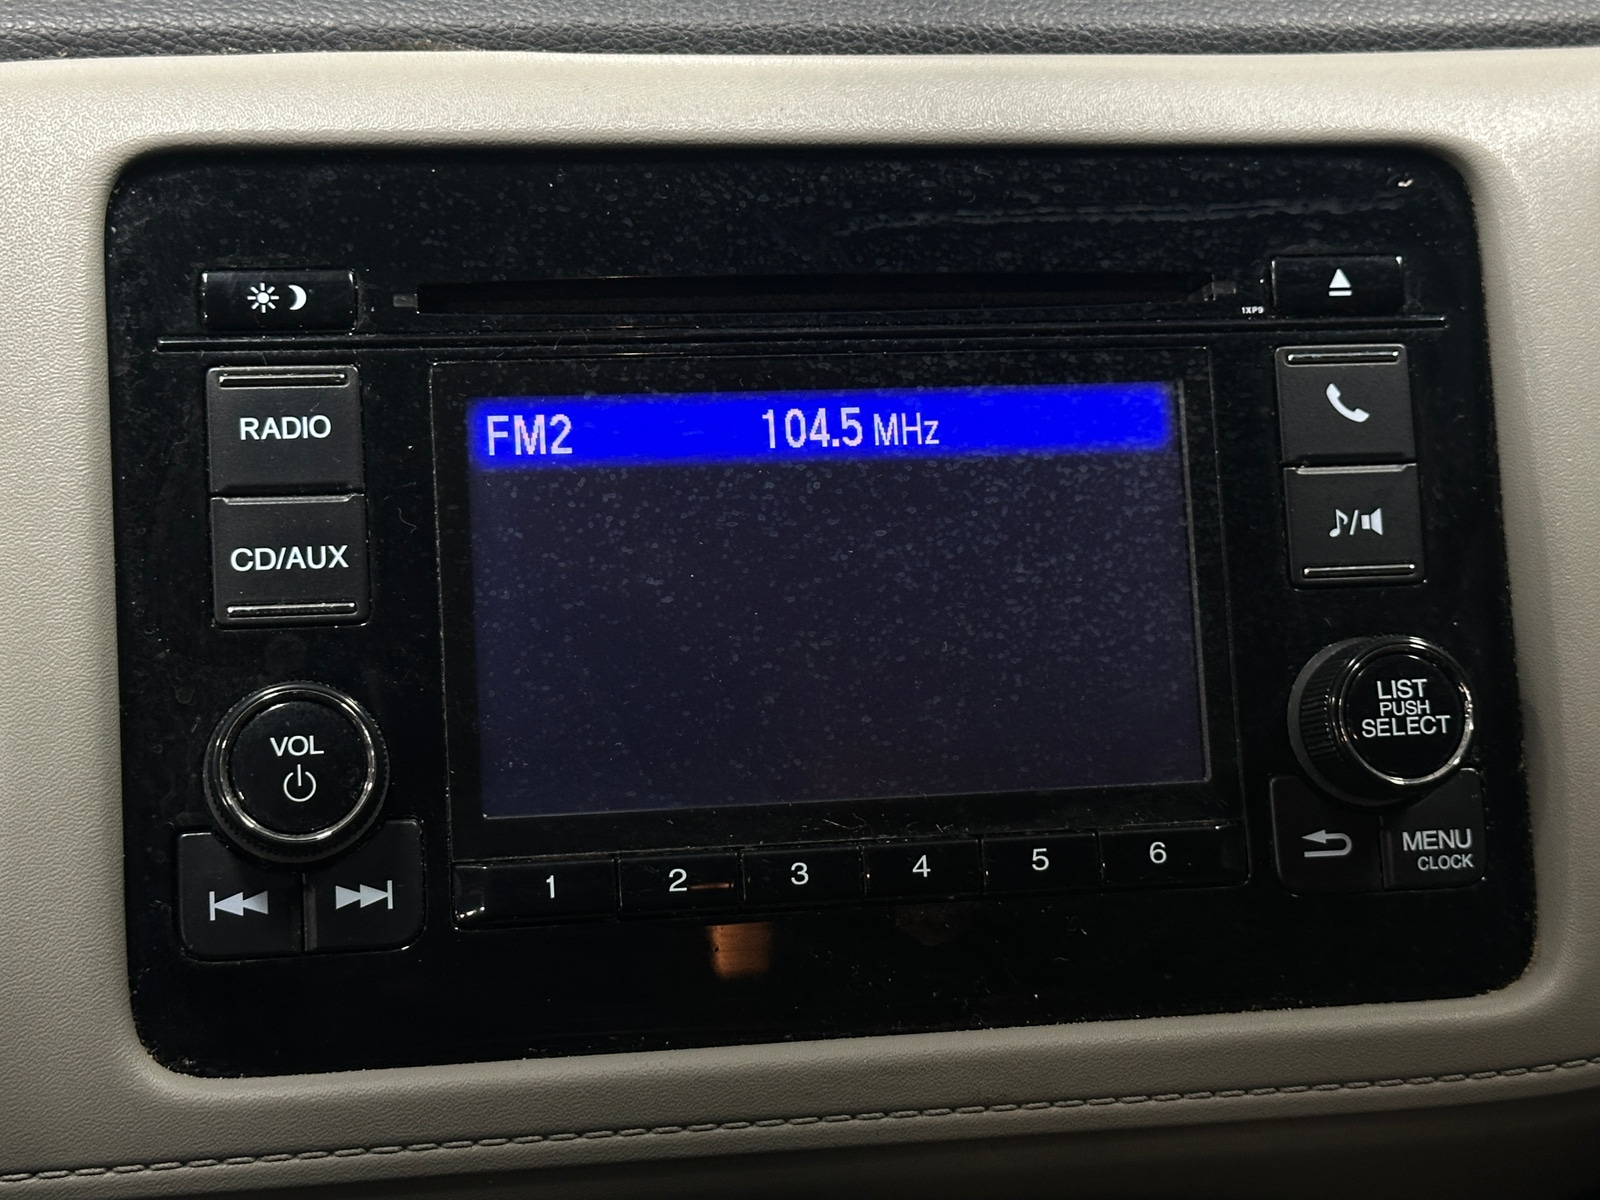 1XP9
RADIO
CD/AUX
FM2 104.5 MHz
VOL
LIST
PUSH
SELECT
1 2 3 4 5 6
MENU
CLOCK